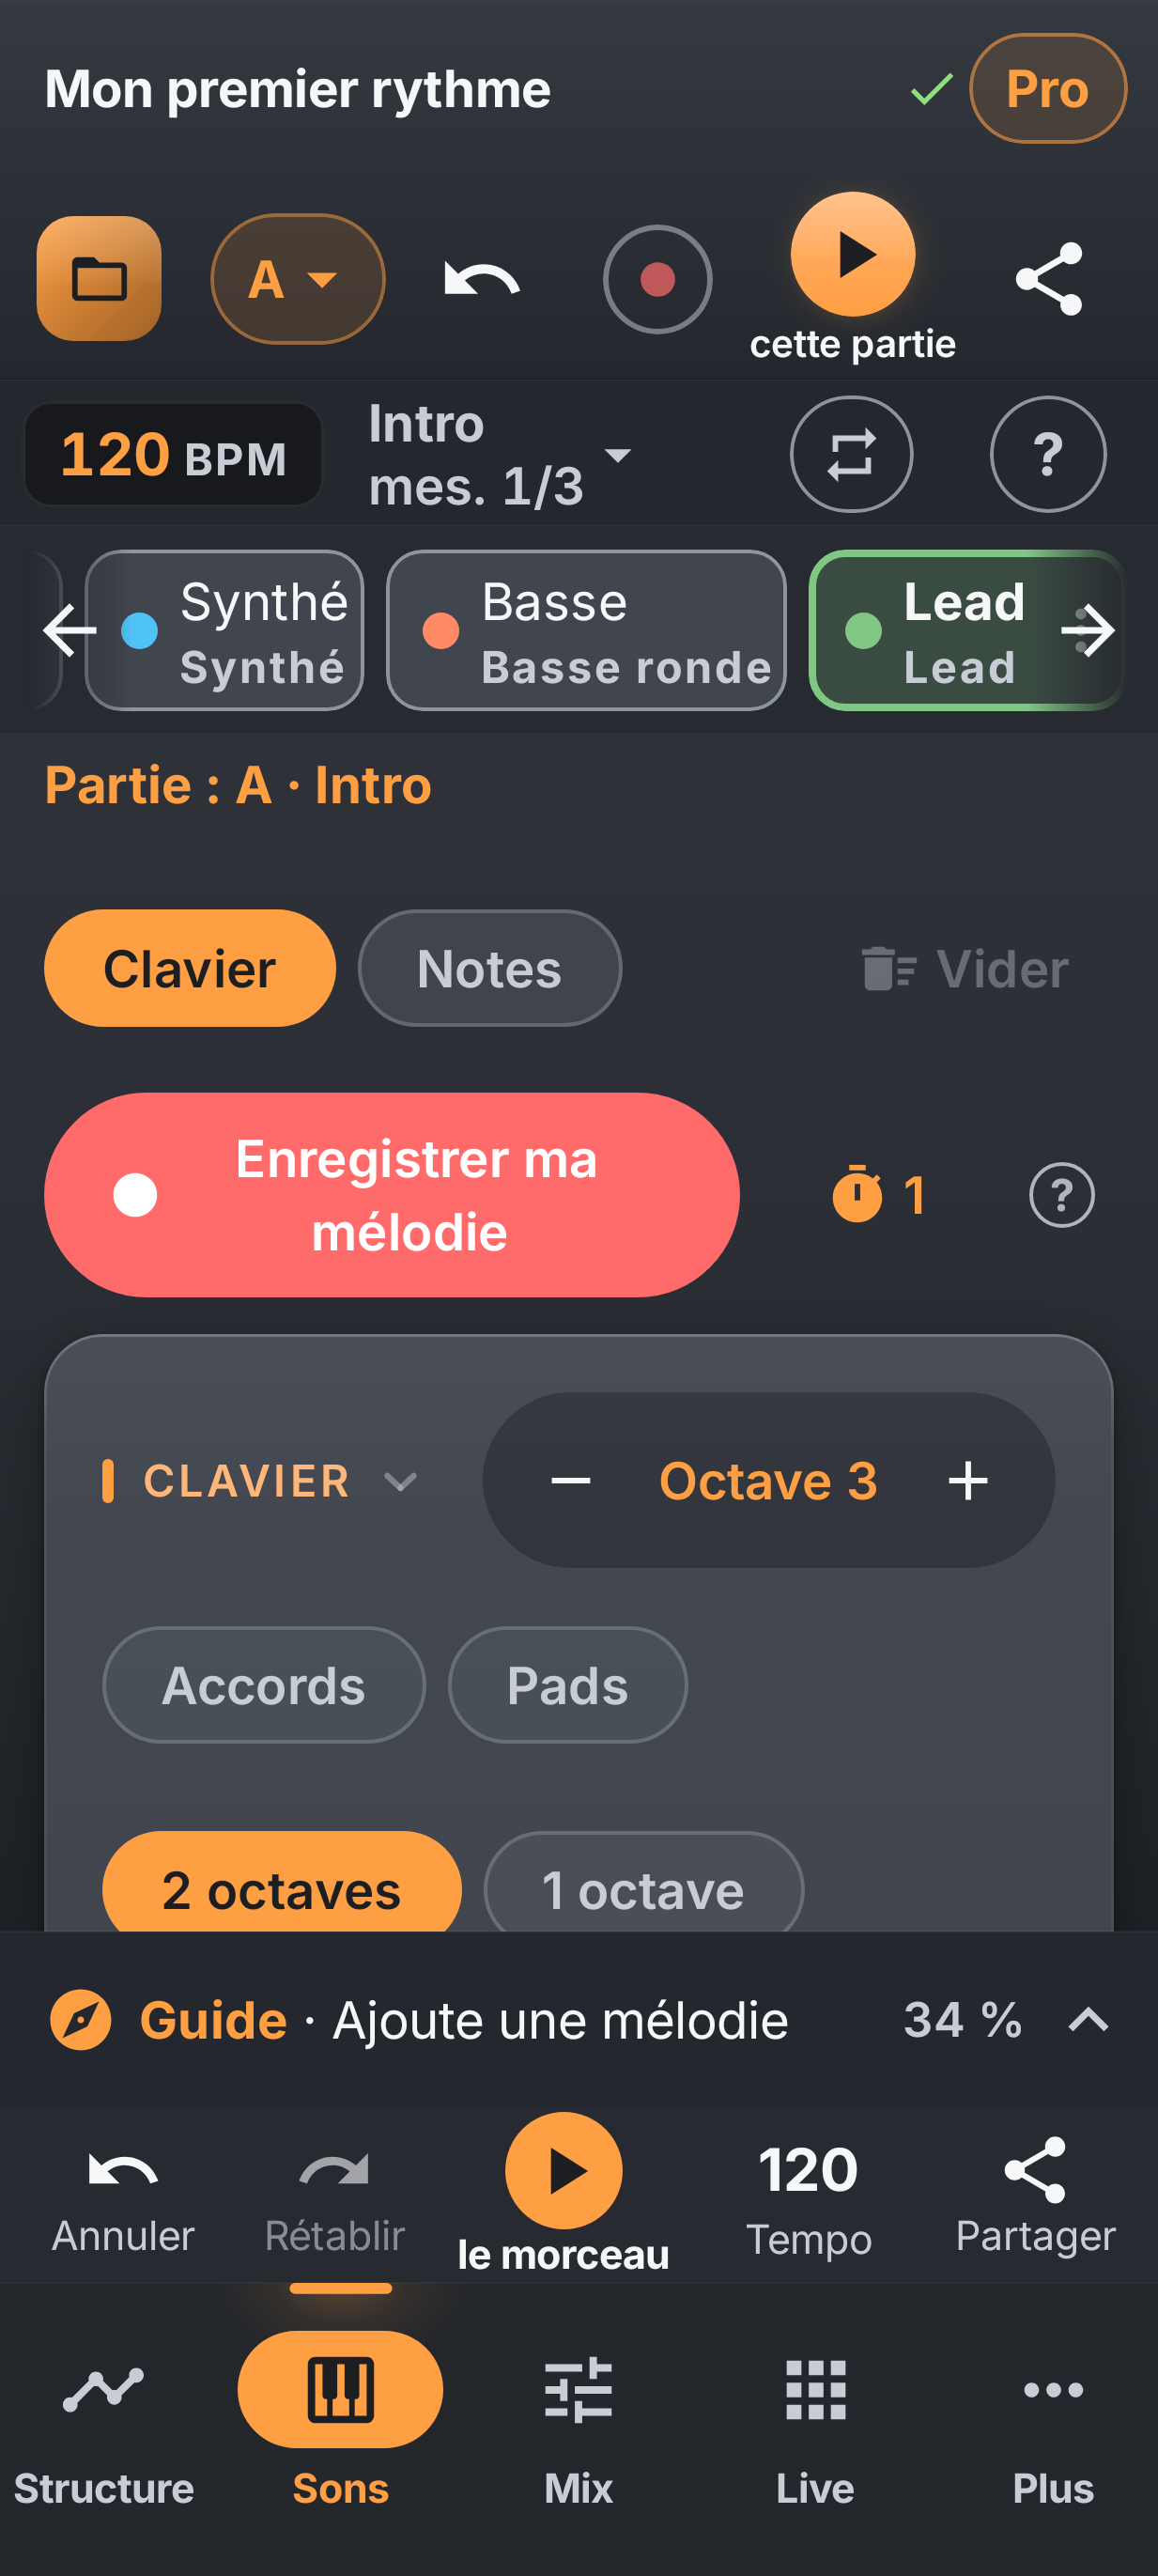 Mon premier rythme
Pro
A
cette partie
120 BPM
Intro
mes. 1/3
?
Synthé
Synthé
Basse
Basse ronde
Lead
Lead
Partie : A · Intro
Clavier
Notes
Vider
Enregistrer ma
mélodie
1
?
CLAVIER
− Octave 3 +
Accords
Pads
2 octaves
1 octave
Guide · Ajoute une mélodie
34 %
Annuler
Rétablir
le morceau
120
Tempo
Partager
Structure
Sons
Mix
Live
Plus